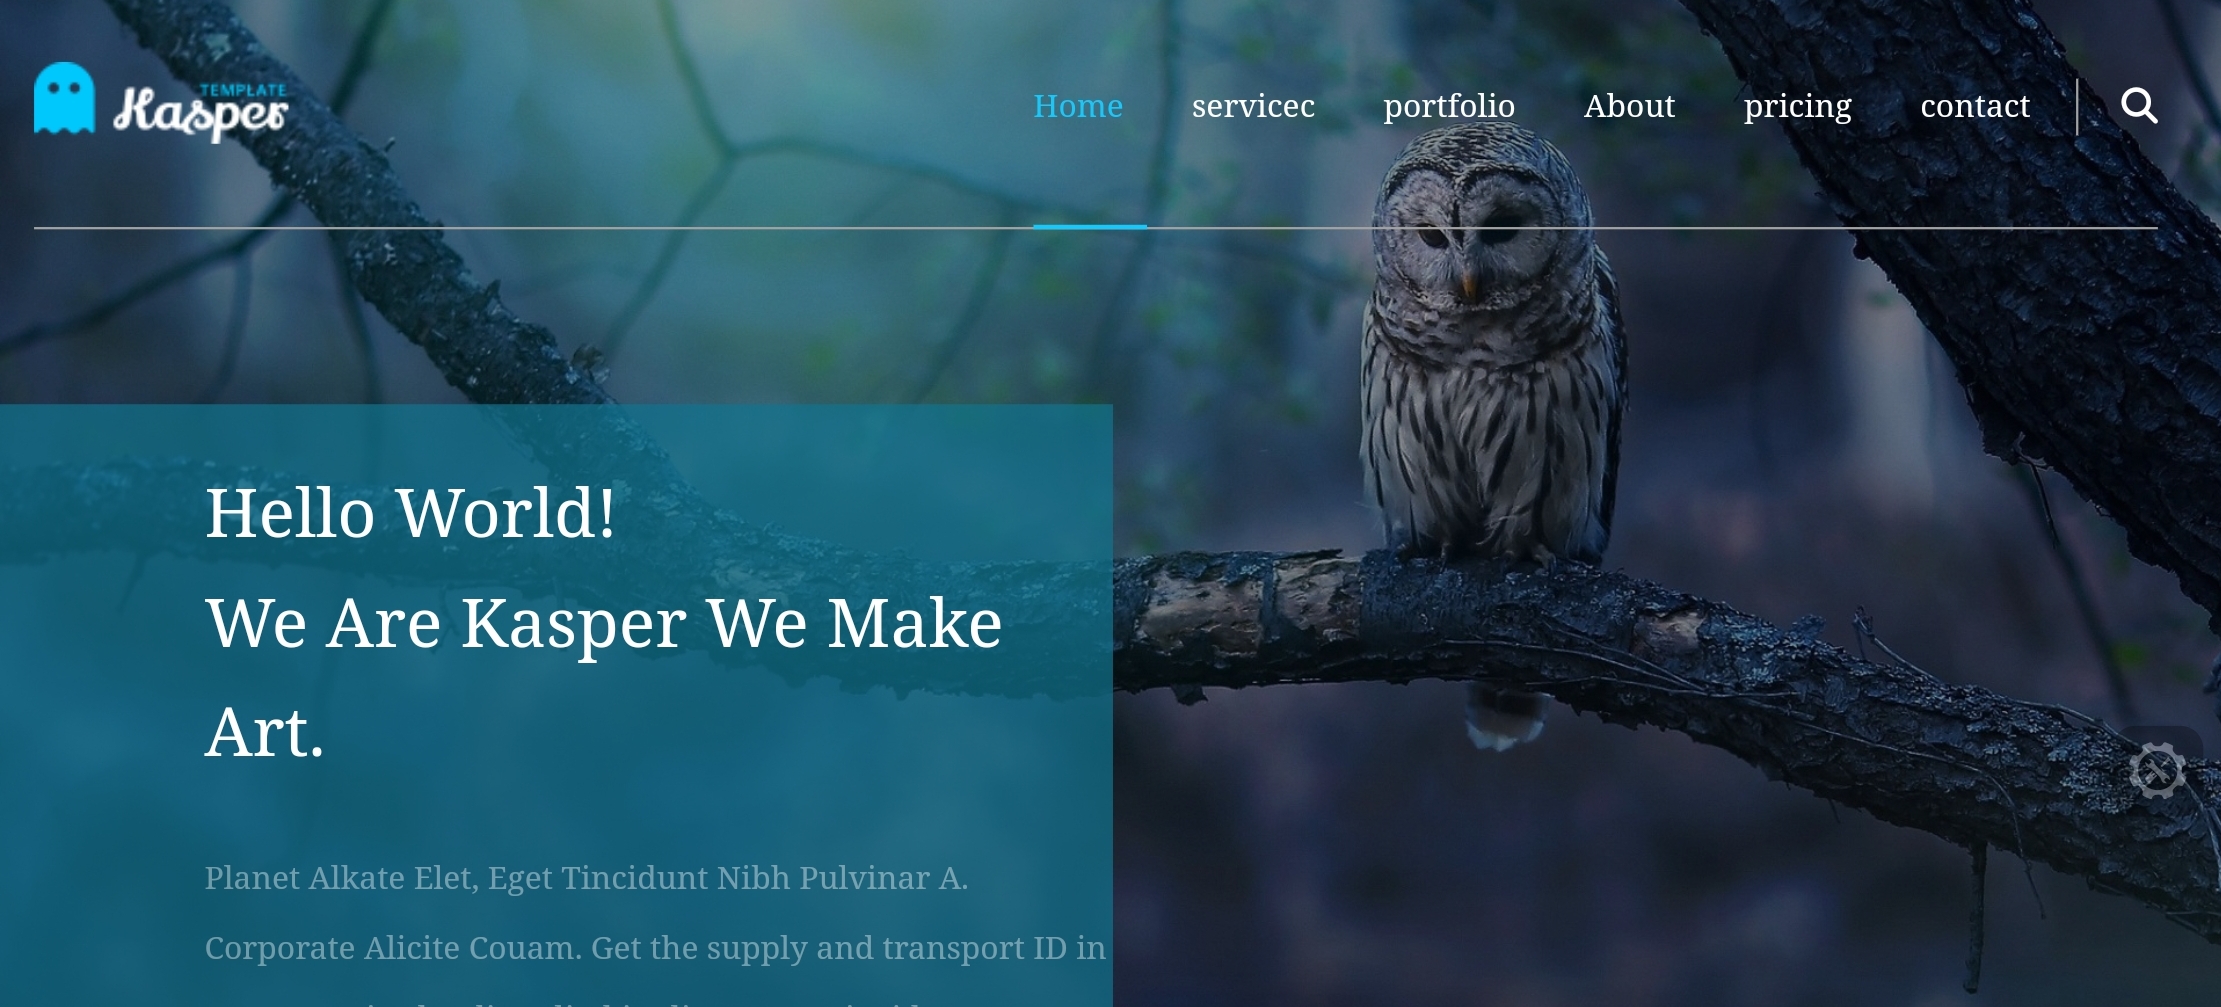 TEMPLATE
Kasper
Home servicec portfolio About pricing contact
Hello World!
We Are Kasper We Make
Art.
Planet Alkate Elet, Eget Tincidunt Nibh Pulvinar A.
Corporate Alicite Couam. Get the supply and transport ID in